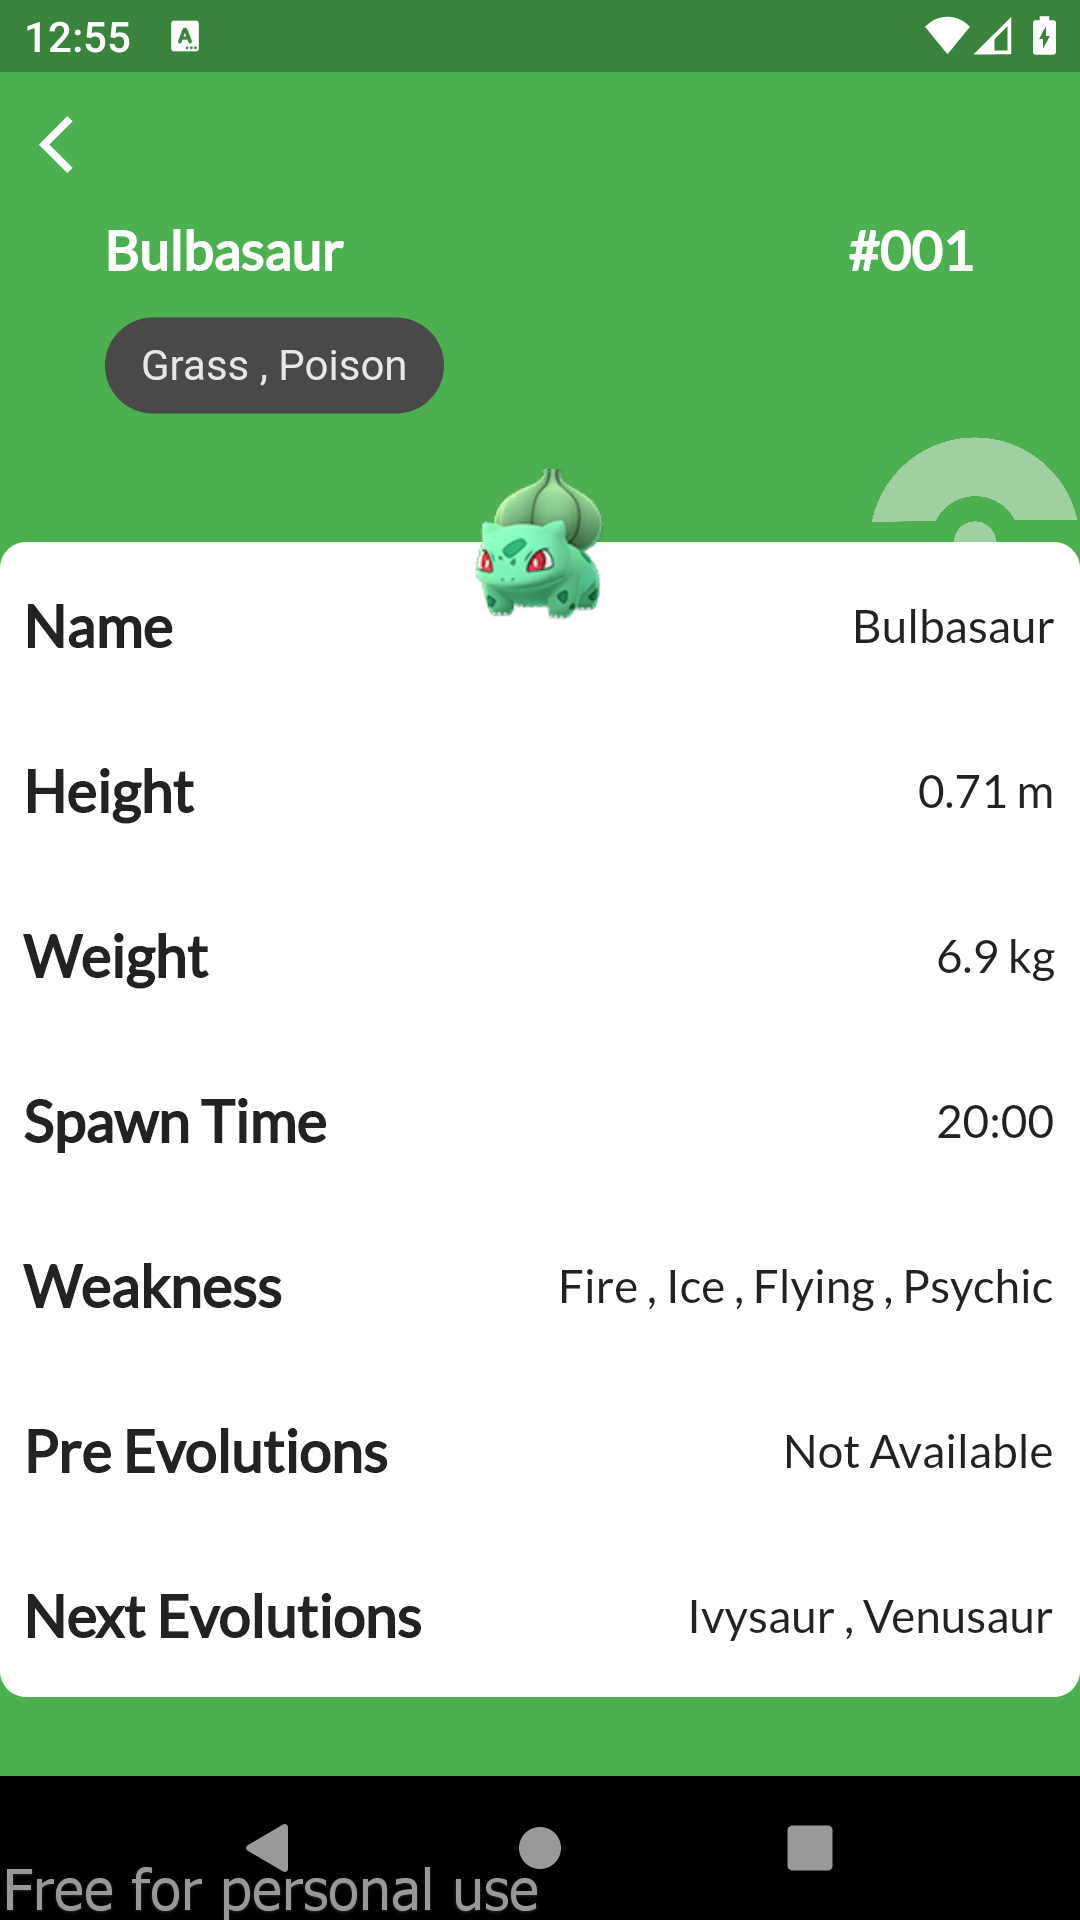 12:55
Bulbasaur #001
Grass , Poison
Name Bulbasaur
Height 0.71 m
Weight 6.9 kg
Spawn Time 20:00
Weakness Fire , Ice , Flying , Psychic
Pre Evolutions Not Available
Next Evolutions Ivysaur , Venusaur
Free for personal use